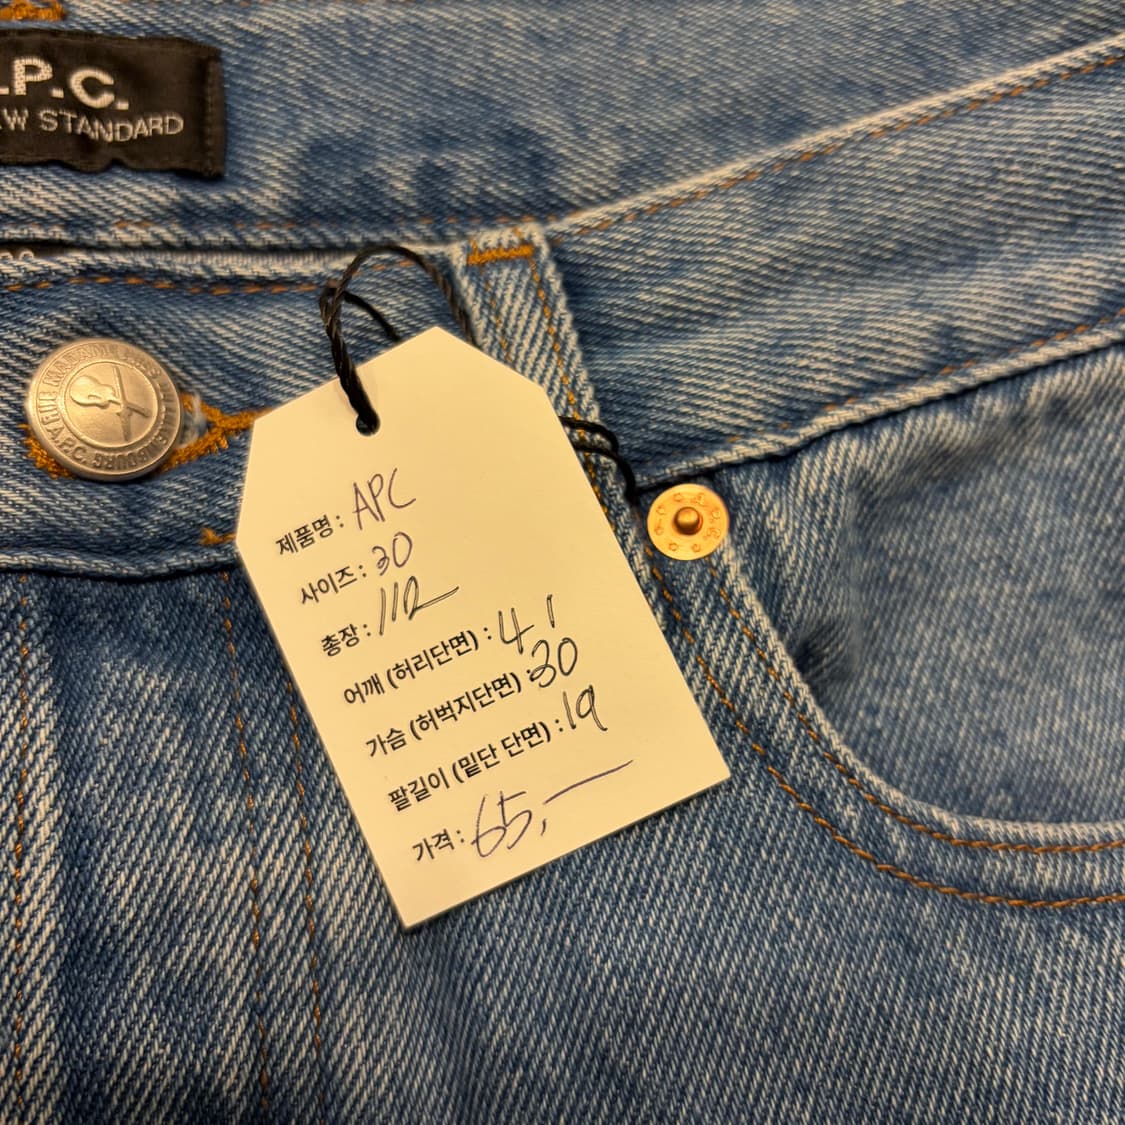 .P.C.
W STANDARD
제품명 : APC
사이즈 : 30
총장 : 112
어깨 (허리단면) : 41
가슴 (허벅지단면) : 30
팔길이 (밑단 단면) : 19
가격 : 65,—
RUE MADAME
A.P.C.